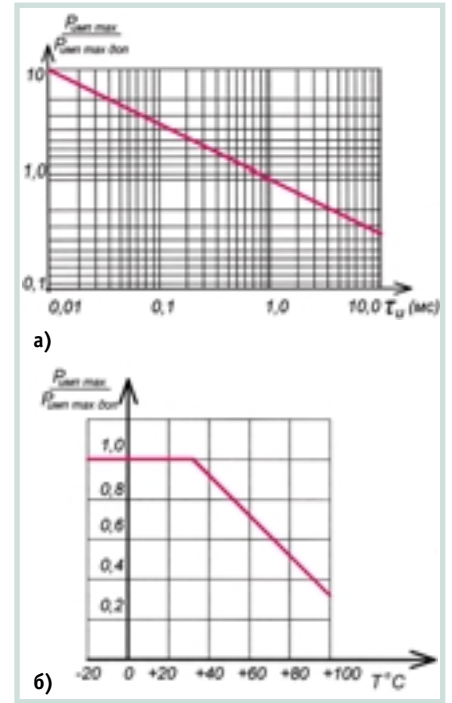 Pимп max
Pимп max доп
10
1,0
0,1
0,01 0,1 1,0 10,0 τи (мс)
а)
Pимп max
Pимп max доп
1,0
0,8
0,6
0,4
0,2
-20 0 +20 +40 +60 +80 +100 T°C
б)